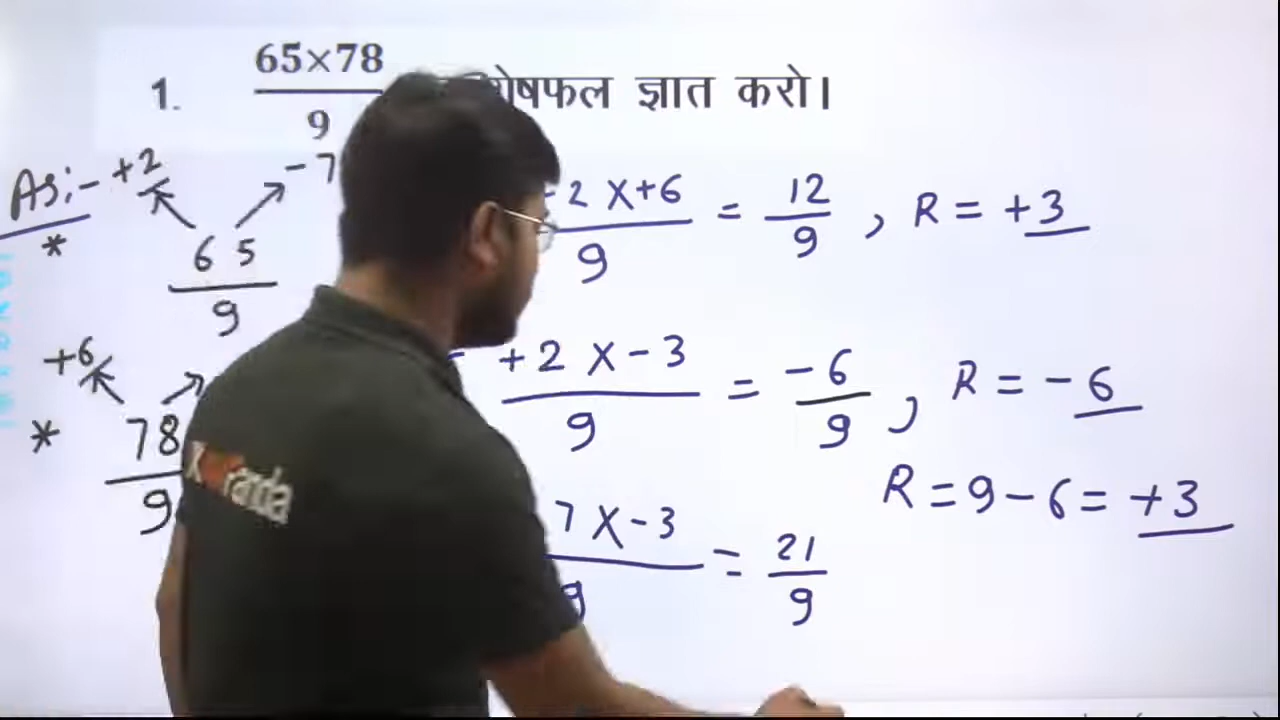 65×78
1. ――― शेषफल ज्ञात करो।
9
As:- +2 -7
2 X+6 = 12 , R = +3
9 9
*
65
9
+2 X -3 = -6 , R = -6
9 9
+6
* 78
9
R = 9 - 6 = +3
7 X -3 = 21
9 9